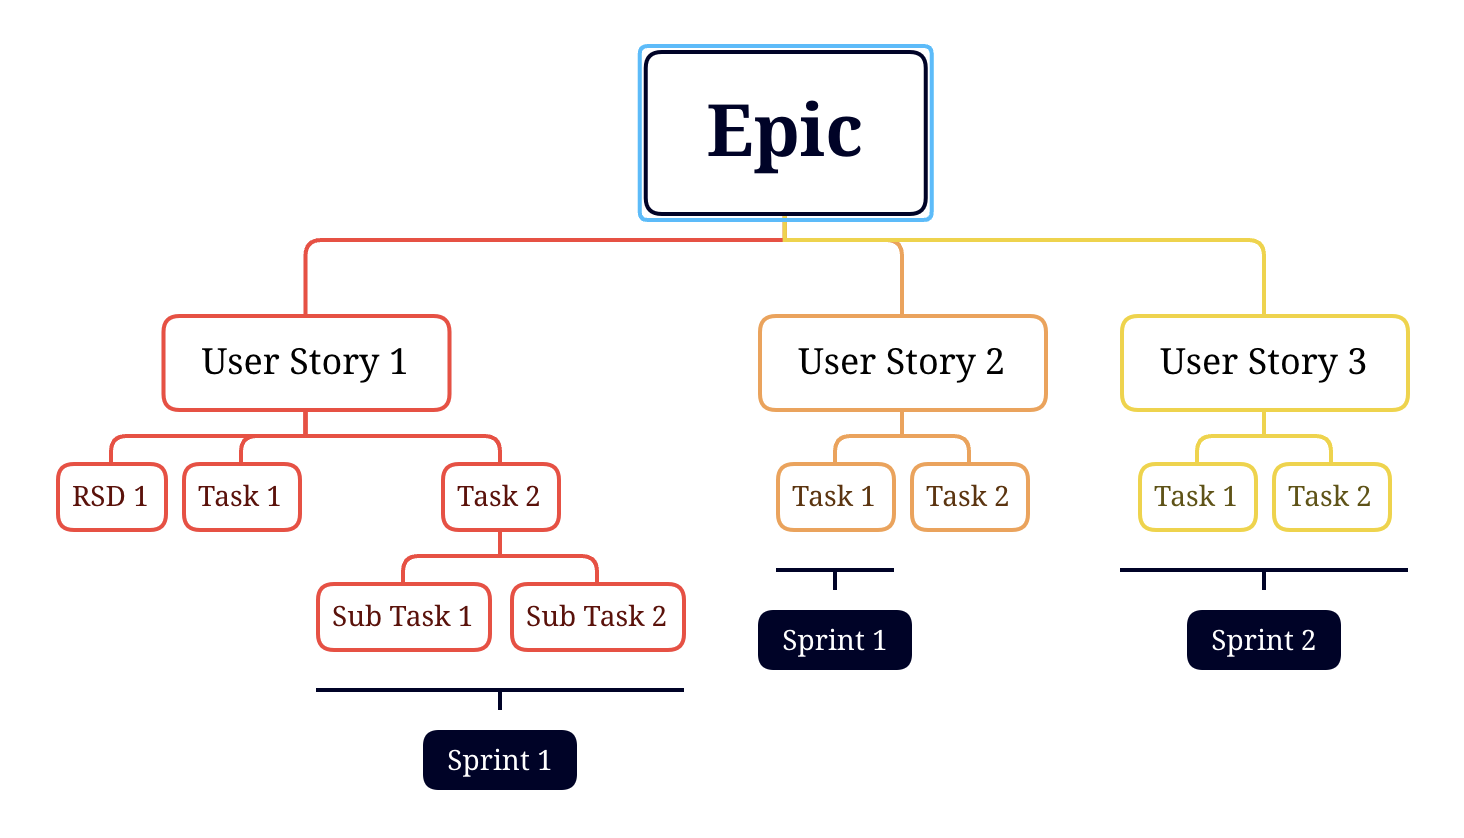 Epic
User Story 1
User Story 2
User Story 3
RSD 1
Task 1
Task 2
Task 1
Task 2
Task 1
Task 2
Sub Task 1
Sub Task 2
Sprint 1
Sprint 2
Sprint 1